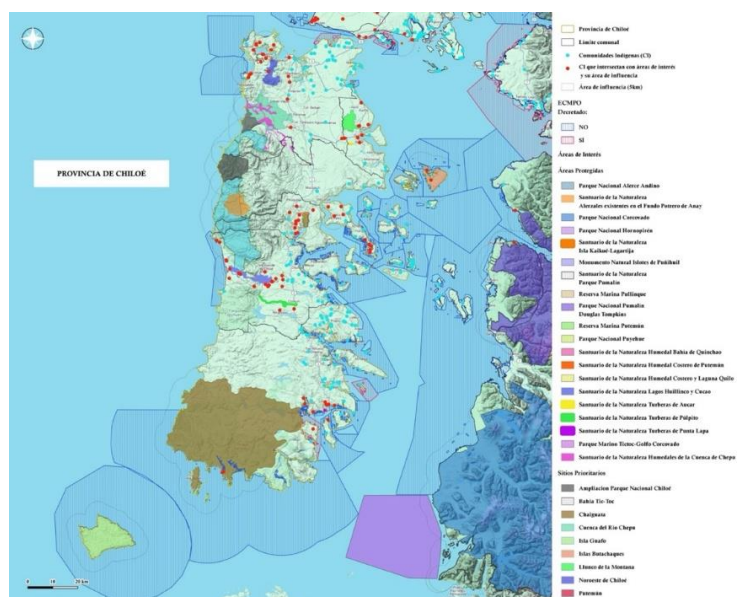 PROVINCIA DE CHILOÉ
0 10 20 km
Provincia de Chiloé
Límite comunal
Comunidades Indígenas (CI)
CI que intersectan con áreas de interés
y su área de influencia
Área de influencia (5km)
ECMPO
Decretado:
NO
SÍ
Áreas de Interés
Áreas Protegidas
Parque Nacional Alerce Andino
Santuario de la Naturaleza
Alerzales existentes en el Fundo Potrero de Anay
Parque Nacional Corcovado
Parque Nacional Hornopirén
Santuario de la Naturaleza
Isla Kaikué-Lagartija
Monumento Natural Islotes de Puñihuil
Santuario de la Naturaleza
Parque Pumalín
Reserva Marina Pullinque
Parque Nacional Pumalín
Douglas Tompkins
Reserva Marina Putemún
Parque Nacional Puyehue
Santuario de la Naturaleza Humedal Bahía de Quinchao
Santuario de la Naturaleza Humedal Costero de Putemún
Santuario de la Naturaleza Humedal Costero y Laguna Quilo
Santuario de la Naturaleza Lagos Huillinco y Cucao
Santuario de la Naturaleza Turberas de Aucar
Santuario de la Naturaleza Turberas de Púlpito
Santuario de la Naturaleza Turberas de Punta Lapa
Parque Marino Tictoc-Golfo Corcovado
Santuario de la Naturaleza Humedales de la Cuenca de Chepu
Sitios Prioritarios
Ampliacion Parque Nacional Chiloé
Bahía Tic-Toc
Chaiguata
Cuenca del Río Chepu
Isla Guafo
Islas Butachaques
Noroeste de Chiloé
Putemún